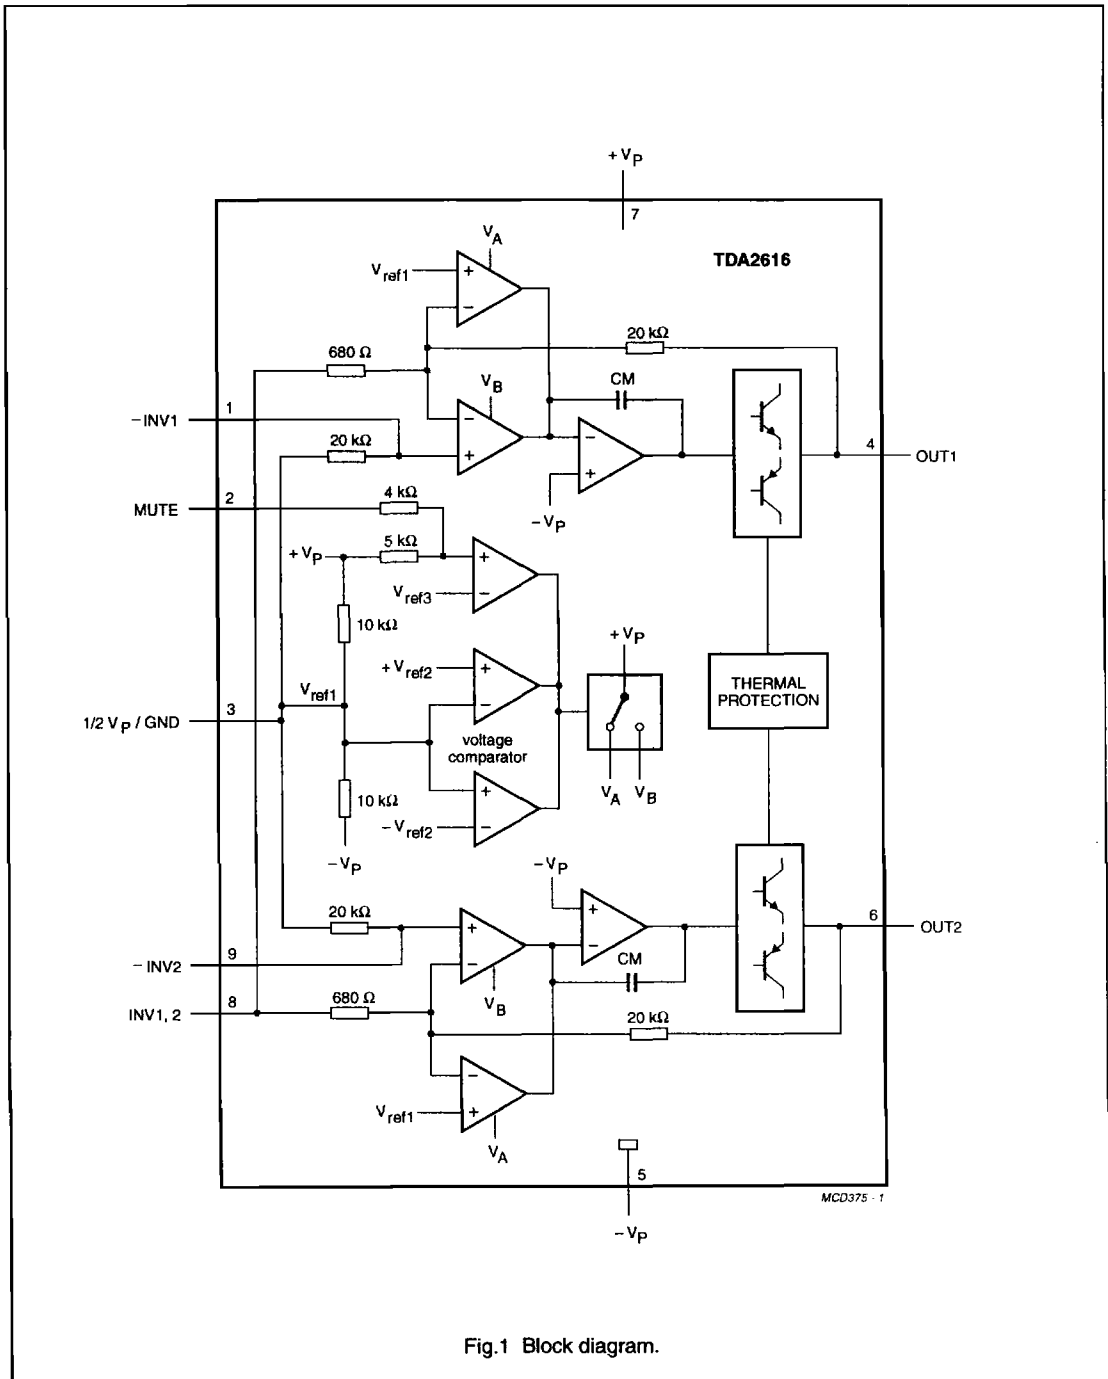 +VP
7
TDA2616
VA
Vref1
+
−
20 kΩ
680 Ω
VB
CM
−INV1
1
−
+
20 kΩ
−
+
4
OUT1
MUTE
2
4 kΩ
−VP
+VP
5 kΩ
+
Vref3
−
10 kΩ
+VP
+Vref2
+
−
THERMAL
PROTECTION
Vref1
1/2 VP / GND
3
voltage
comparator
VA
VB
10 kΩ
+
−Vref2
−
−VP
−VP
20 kΩ
+
−
+
−
6
OUT2
−INV2
9
CM
INV1, 2
8
680 Ω
VB
20 kΩ
−
Vref1
+
VA
5
MCD375 - 1
−VP
Fig.1 Block diagram.